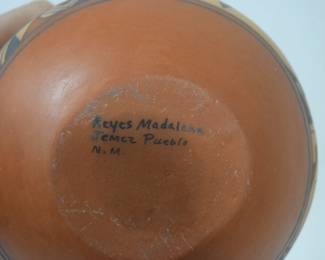 Reyes Madalena
Jemez Pueblo
N.M.